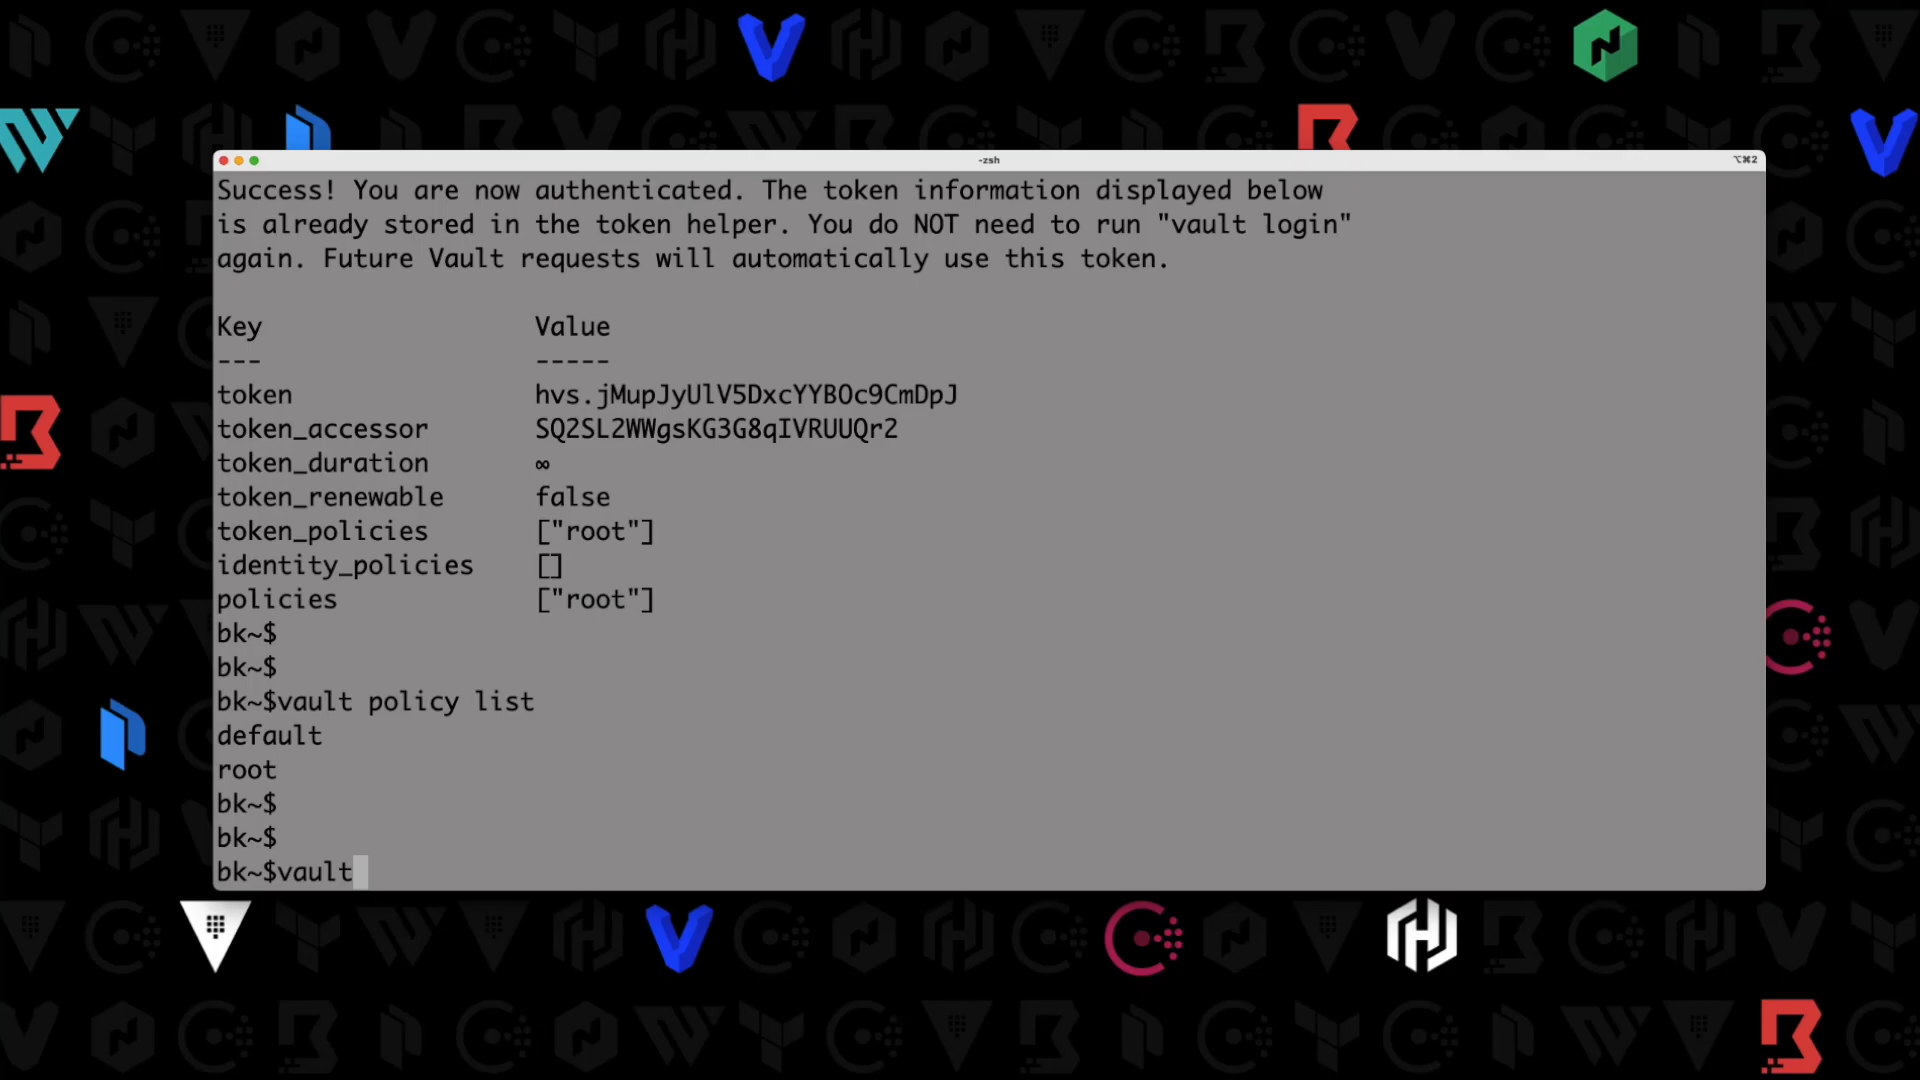 -zsh
⌥⌘2
Success! You are now authenticated. The token information displayed below
is already stored in the token helper. You do NOT need to run "vault login"
again. Future Vault requests will automatically use this token.
Key Value
--- -----
token hvs.jMupJyUlV5DxcYYBOc9CmDpJ
token_accessor SQ2SL2WWgsKG3G8qIVRUUQr2
token_duration ∞
token_renewable false
token_policies ["root"]
identity_policies []
policies ["root"]
bk~$
bk~$
bk~$vault policy list
default
root
bk~$
bk~$
bk~$vault